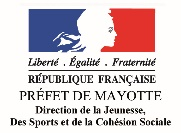 Liberté . Égalité . Fraternité
RÉPUBLIQUE FRANÇAISE
PRÉFET DE MAYOTTE
Direction de la Jeunesse,
Des Sports et de la Cohésion Sociale